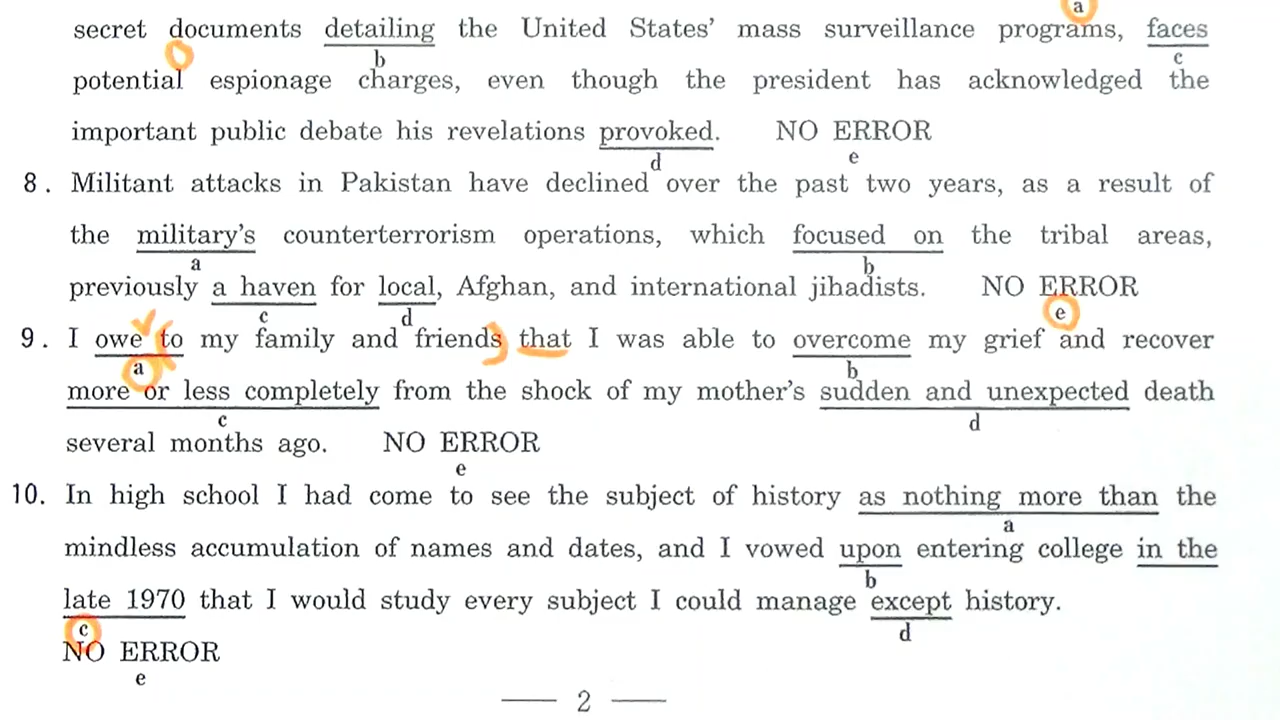 a
secret documents detailing the United States' mass surveillance programs, faces
b c
potential espionage charges, even though the president has acknowledged the
important public debate his revelations provoked. NO ERROR
d e
8. Militant attacks in Pakistan have declined over the past two years, as a result of
the military's counterterrorism operations, which focused on the tribal areas,
a b
previously a haven for local, Afghan, and international jihadists. NO ERROR
c d e
9. I owe to my family and friends that I was able to overcome my grief and recover
a b
more or less completely from the shock of my mother's sudden and unexpected death
c d
several months ago. NO ERROR
e
10. In high school I had come to see the subject of history as nothing more than the
a
mindless accumulation of names and dates, and I vowed upon entering college in the
b
late 1970 that I would study every subject I could manage except history.
c d
NO ERROR
e
2